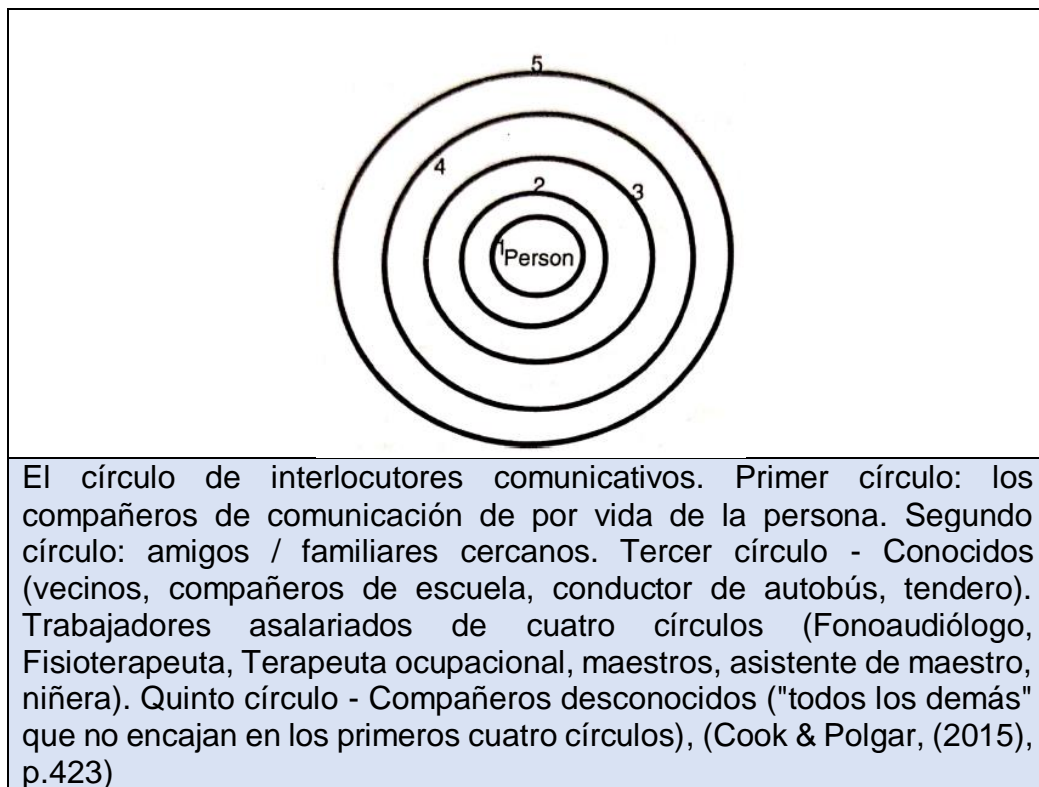 5
4
2
3
1
Person
El círculo de interlocutores comunicativos. Primer círculo: los
compañeros de comunicación de por vida de la persona. Segundo
círculo: amigos / familiares cercanos. Tercer círculo - Conocidos
(vecinos, compañeros de escuela, conductor de autobús, tendero).
Trabajadores asalariados de cuatro círculos (Fonoaudiólogo,
Fisioterapeuta, Terapeuta ocupacional, maestros, asistente de maestro,
niñera). Quinto círculo - Compañeros desconocidos ("todos los demás"
que no encajan en los primeros cuatro círculos), (Cook & Polgar, (2015),
p.423)